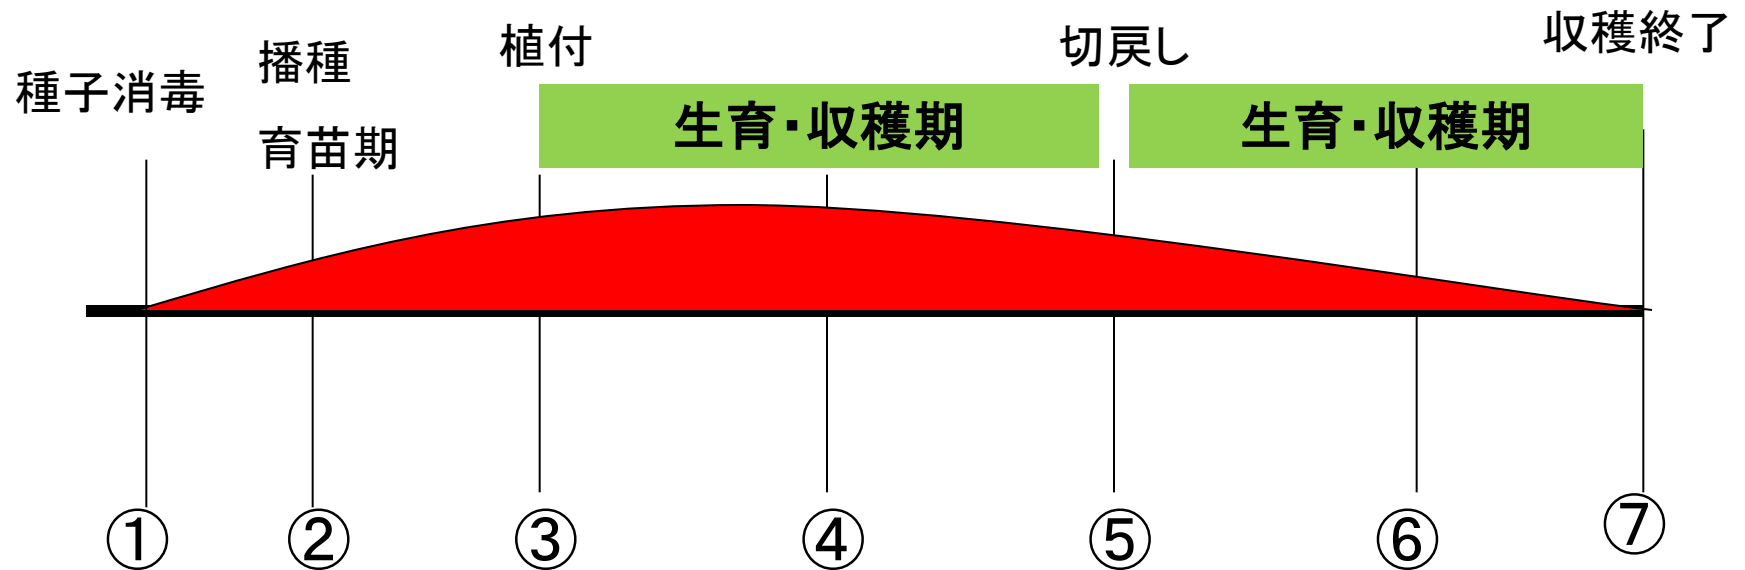 種子消毒
播種
育苗期
植付
生育・収穫期
切戻し
生育・収穫期
収穫終了
①
②
③
④
⑤
⑥
⑦